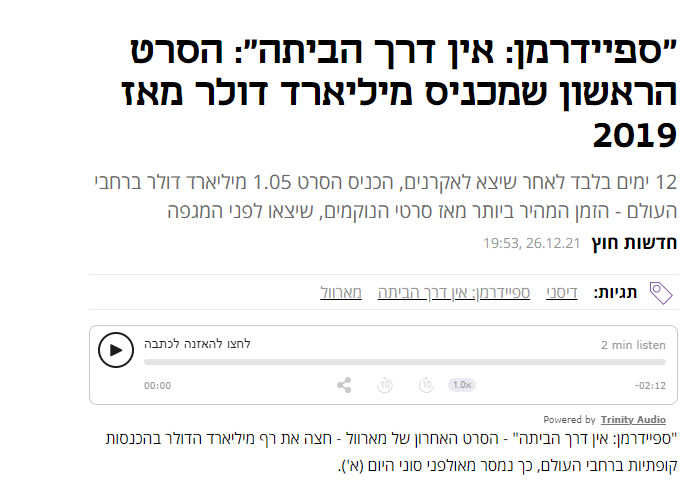 "ספיידרמן: אין דרך הביתה": הסרט
הראשון שמכניס מיליארד דולר מאז
2019
12 ימים בלבד לאחר שיצא לאקרנים, הכניס הסרט 1.05 מיליארד דולר ברחבי
העולם - הזמן המהיר ביותר מאז סרטי הנוקמים, שיצאו לפני המגפה
חדשות חוץ 26.12.21 ,19:53
תגיות: דיסני ספיידרמן: אין דרך הביתה מארוול
לחצו להאזנה לכתבה
2 min listen
00:00
10
10
1.0x
-02:12
Powered by Trinity Audio
"ספיידרמן: אין דרך הביתה" - הסרט האחרון של מארוול - חצה את רף מיליארד הדולר בהכנסות
קופתיות ברחבי העולם, כך נמסר מאולפני סוני היום (א').